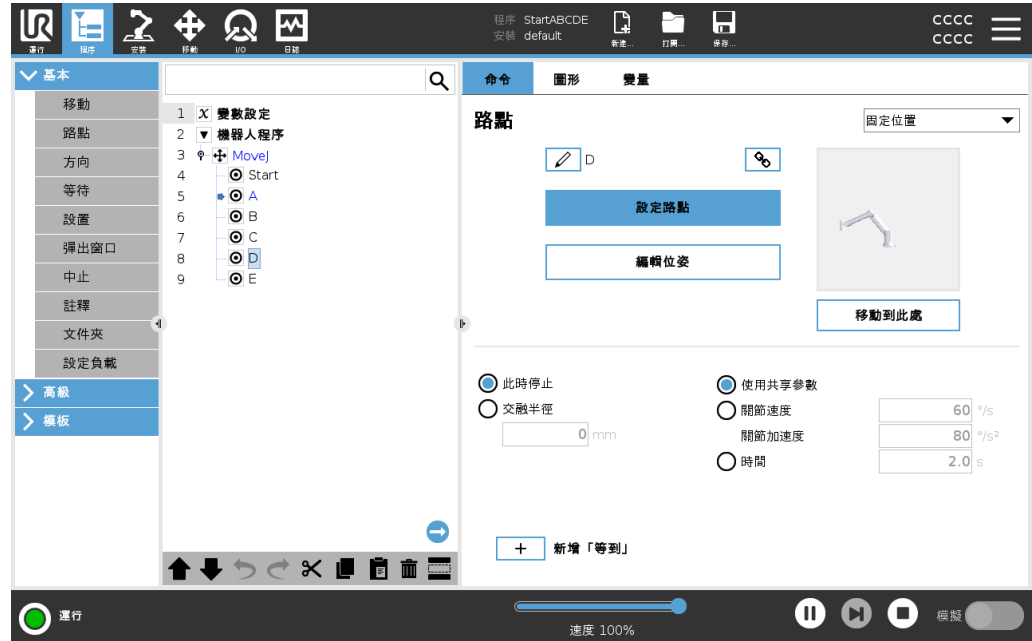 UR
運行
程序
安裝
移動
I/O
日誌
程序 StartABCDE
安裝 default
新建...
打開...
保存...
CCCC
CCCC
基本
移動
路點
方向
等待
設置
彈出窗口
中止
註釋
文件夾
設定負載
高級
模板
1 X 變數設定
2 ▼ 機器人程序
3 MoveJ
4 Start
5 A
6 B
7 C
8 D
9 E
命令
圖形
變量
路點
固定位置
D
設定路點
編輯位姿
移動到此處
此時停止
交融半徑
0 mm
使用共享參數
關節速度 60 °/s
關節加速度 80 °/s²
時間 2.0 s
+ 新增「等到」
運行
速度 100%
模擬